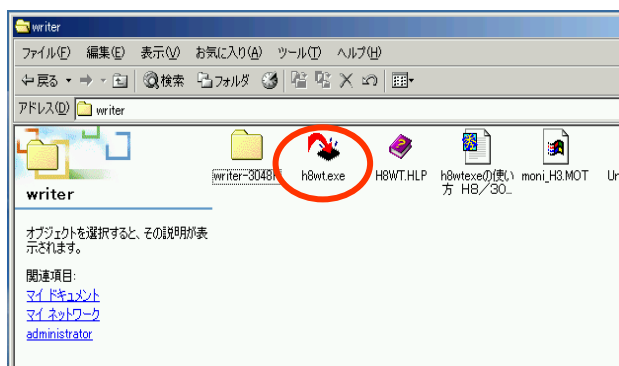 writer
ファイル(F) 編集(E) 表示(V) お気に入り(A) ツール(T) ヘルプ(H)
戻る 検索 フォルダ
アドレス(D) writer
writer-3048F h8wt.exe H8WT.HLP h8wtexeの使い moni_H3.MOT Ur
方 H8/30...
writer
オブジェクトを選択すると、その説明が表
示されます。
関連項目:
マイ ドキュメント
マイ ネットワーク
administrator